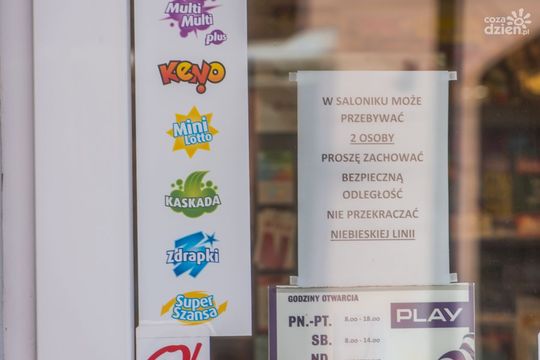 Multi
Multi
plus
KENO
Mini
Lotto
KASKADA
Zdrapki
Super
Szansa
W SALONIKU MOŻE
PRZEBYWAĆ
2 OSOBY
PROSZĘ ZACHOWAĆ
BEZPIECZNĄ
ODLEGŁOŚĆ
NIE PRZEKRACZAĆ
NIEBIESKIEJ LINII
GODZINY OTWARCIA
PN.-PT. 8.00 - 18.00
SB. 8.00 - 14.00
ND.
PLAY
coza
dzien.pl